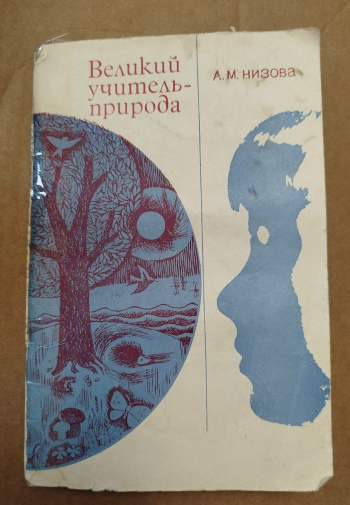 Великий
учитель-
природа
А.М.НИЗОВА